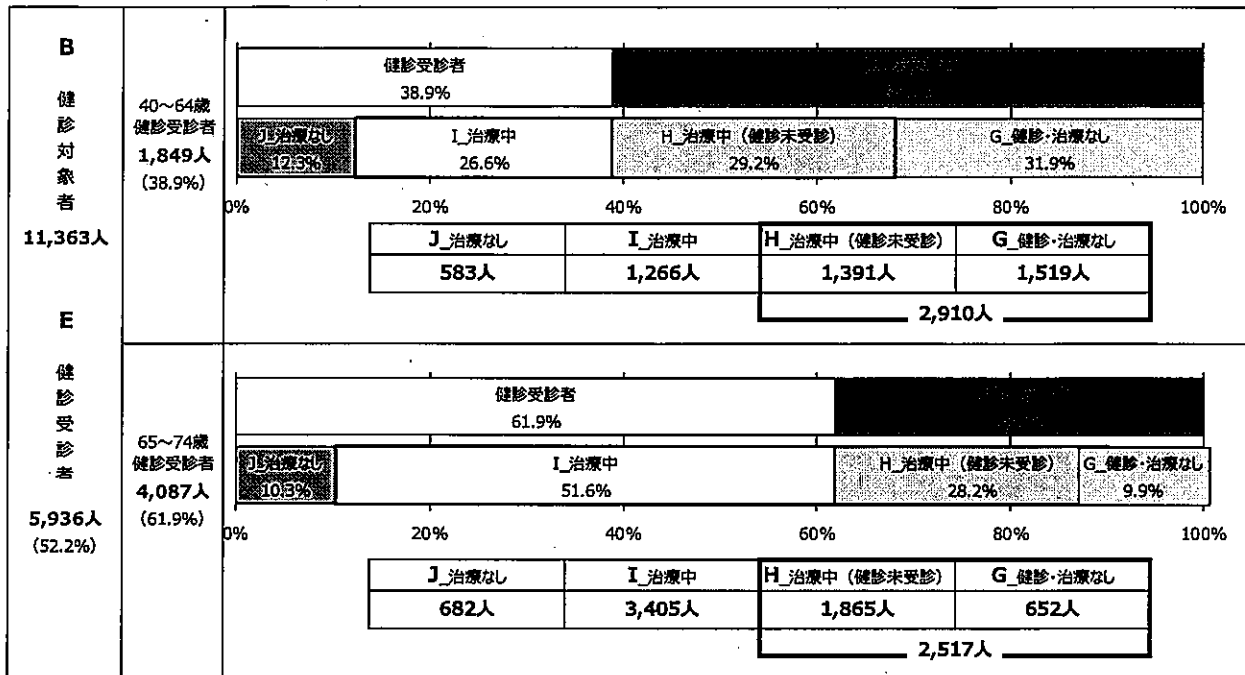 B
健診対象者
11,363人
E
健診受診者
5,936人
(52.2%)
40～64歳
健診受診者
1,849人
(38.9%)
健診受診者
38.9%
J_治療なし
12.3%
I_治療中
26.6%
H_治療中（健診未受診）
29.2%
G_健診・治療なし
31.9%
0% 20% 40% 60% 80% 100%
J_治療なし I_治療中 H_治療中（健診未受診） G_健診・治療なし
583人 1,266人 1,391人 1,519人
2,910人
65～74歳
健診受診者
4,087人
(61.9%)
健診受診者
61.9%
J_治療なし
10.3%
I_治療中
51.6%
H_治療中（健診未受診）
28.2%
G_健診・治療なし
9.9%
0% 20% 40% 60% 80% 100%
J_治療なし I_治療中 H_治療中（健診未受診） G_健診・治療なし
682人 3,405人 1,865人 652人
2,517人